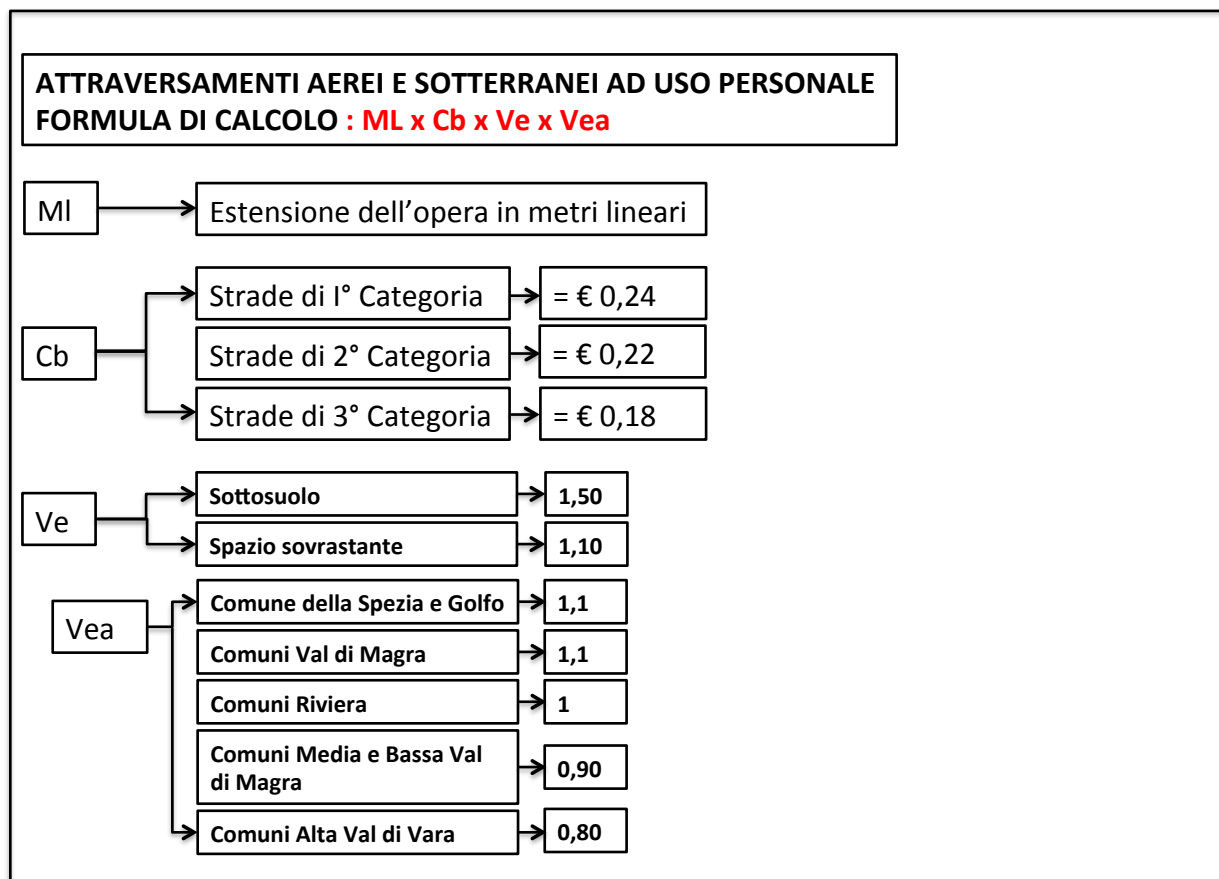 ATTRAVERSAMENTI AEREI E SOTTERRANEI AD USO PERSONALE
FORMULA DI CALCOLO : ML x Cb x Ve x Vea
Ml
Estensione dell’opera in metri lineari
Cb
Strade di I° Categoria
= € 0,24
Strade di 2° Categoria
= € 0,22
Strade di 3° Categoria
= € 0,18
Ve
Sottosuolo
1,50
Spazio sovrastante
1,10
Vea
Comune della Spezia e Golfo
1,1
Comuni Val di Magra
1,1
Comuni Riviera
1
Comuni Media e Bassa Val
di Magra
0,90
Comuni Alta Val di Vara
0,80